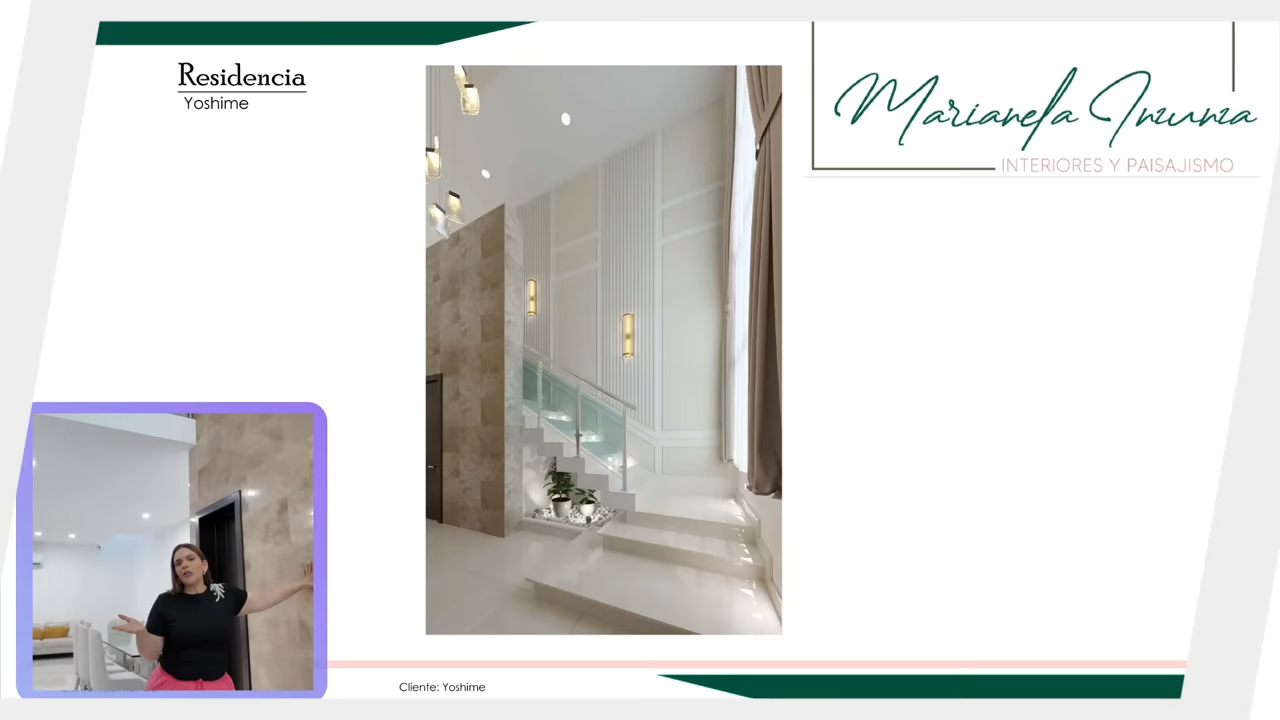 Residencia
Yoshime
Marianela Inzunza
INTERIORES Y PAISAJISMO
Cliente: Yoshime